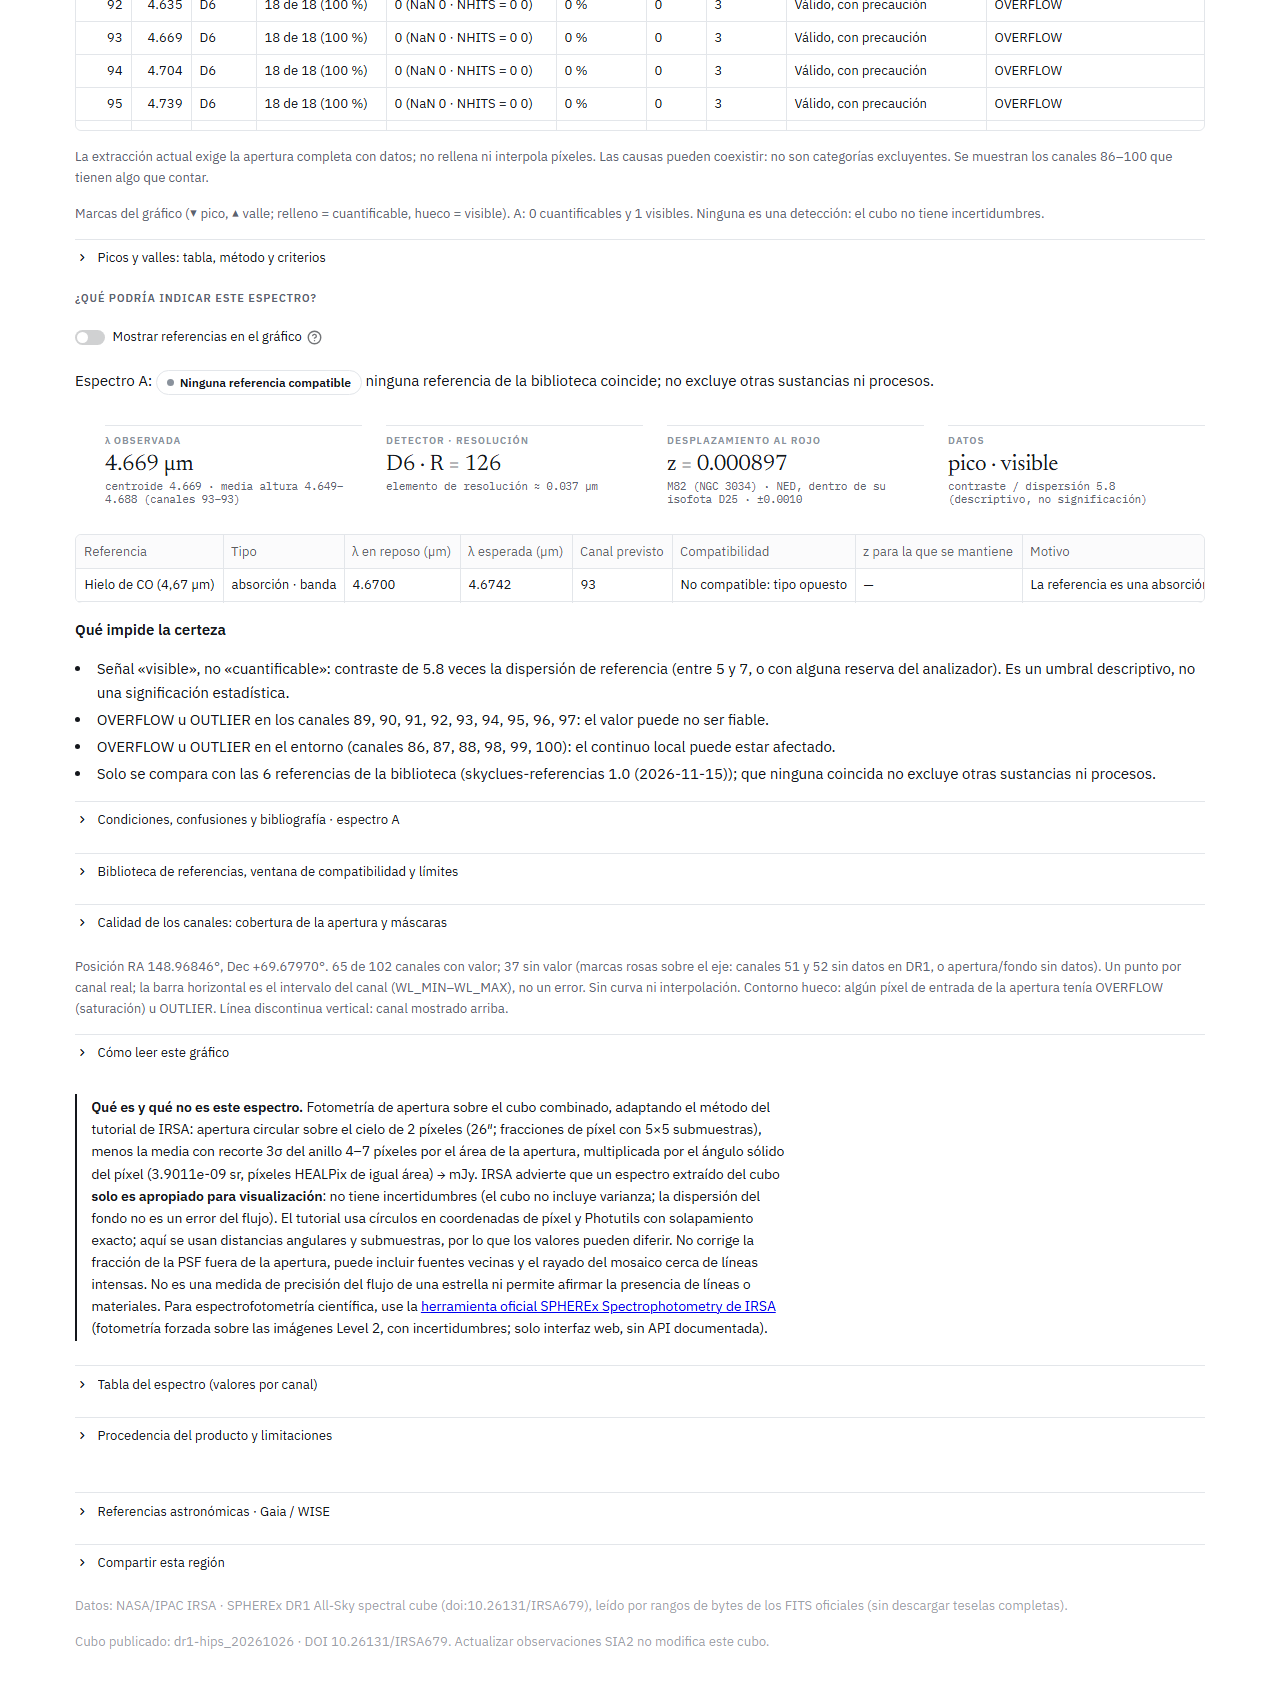 92 4.635 D6 18 de 18 (100 %) 0 (NaN 0 · NHITS = 0 0) 0 % 0 3 Válido, con precaución OVERFLOW
93 4.669 D6 18 de 18 (100 %) 0 (NaN 0 · NHITS = 0 0) 0 % 0 3 Válido, con precaución OVERFLOW
94 4.704 D6 18 de 18 (100 %) 0 (NaN 0 · NHITS = 0 0) 0 % 0 3 Válido, con precaución OVERFLOW
95 4.739 D6 18 de 18 (100 %) 0 (NaN 0 · NHITS = 0 0) 0 % 0 3 Válido, con precaución OVERFLOW
La extracción actual exige la apertura completa con datos; no rellena ni interpola píxeles. Las causas pueden coexistir: no son categorías excluyentes. Se muestran los canales 86–100 que
tienen algo que contar.
Marcas del gráfico (▾ pico, ▴ valle; relleno = cuantificable, hueco = visible). A: 0 cuantificables y 1 visibles. Ninguna es una detección: el cubo no tiene incertidumbres.
› Picos y valles: tabla, método y criterios
¿QUÉ PODRÍA INDICAR ESTE ESPECTRO?
Mostrar referencias en el gráfico ?
Espectro A: Ninguna referencia compatible ninguna referencia de la biblioteca coincide; no excluye otras sustancias ni procesos.
λ OBSERVADA DETECTOR · RESOLUCIÓN DESPLAZAMIENTO AL ROJO DATOS
4.669 μm D6 · R = 126 z = 0.000897 pico · visible
centroide 4.669 · media altura 4.649– elemento de resolución ≈ 0.037 μm M82 (NGC 3034) · NED, dentro de su contraste / dispersión 5.8
4.688 (canales 93–93) isofota D25 · ±0.0010 (descriptivo, no significación)
Referencia Tipo λ en reposo (μm) λ esperada (μm) Canal previsto Compatibilidad z para la que se mantiene Motivo
Hielo de CO (4,67 μm) absorción · banda 4.6700 4.6742 93 No compatible: tipo opuesto — La referencia es una absorción
Qué impide la certeza
• Señal «visible», no «cuantificable»: contraste de 5.8 veces la dispersión de referencia (entre 5 y 7, o con alguna reserva del analizador). Es un umbral descriptivo, no
una significación estadística.
• OVERFLOW u OUTLIER en los canales 89, 90, 91, 92, 93, 94, 95, 96, 97: el valor puede no ser fiable.
• OVERFLOW u OUTLIER en el entorno (canales 86, 87, 88, 98, 99, 100): el continuo local puede estar afectado.
• Solo se compara con las 6 referencias de la biblioteca (skyclues-referencias 1.0 (2026-11-15)); que ninguna coincida no excluye otras sustancias ni procesos.
› Condiciones, confusiones y bibliografía · espectro A
› Biblioteca de referencias, ventana de compatibilidad y límites
› Calidad de los canales: cobertura de la apertura y máscaras
Posición RA 148.96846°, Dec +69.67970°. 65 de 102 canales con valor; 37 sin valor (marcas rosas sobre el eje: canales 51 y 52 sin datos en DR1, o apertura/fondo sin datos). Un punto por
canal real; la barra horizontal es el intervalo del canal (WL_MIN–WL_MAX), no un error. Sin curva ni interpolación. Contorno hueco: algún píxel de entrada de la apertura tenía OVERFLOW
(saturación) u OUTLIER. Línea discontinua vertical: canal mostrado arriba.
› Cómo leer este gráfico
Qué es y qué no es este espectro. Fotometría de apertura sobre el cubo combinado, adaptando el método del
tutorial de IRSA: apertura circular sobre el cielo de 2 píxeles (26″; fracciones de píxel con 5×5 submuestras),
menos la media con recorte 3σ del anillo 4–7 píxeles por el área de la apertura, multiplicada por el ángulo sólido
del píxel (3.9011e-09 sr, píxeles HEALPix de igual área) → mJy. IRSA advierte que un espectro extraído del cubo
solo es apropiado para visualización: no tiene incertidumbres (el cubo no incluye varianza; la dispersión del
fondo no es un error del flujo). El tutorial usa círculos en coordenadas de píxel y Photutils con solapamiento
exacto; aquí se usan distancias angulares y submuestras, por lo que los valores pueden diferir. No corrige la
fracción de la PSF fuera de la apertura, puede incluir fuentes vecinas y el rayado del mosaico cerca de líneas
intensas. No es una medida de precisión del flujo de una estrella ni permite afirmar la presencia de líneas o
materiales. Para espectrofotometría científica, use la herramienta oficial SPHEREx Spectrophotometry de IRSA
(fotometría forzada sobre las imágenes Level 2, con incertidumbres; solo interfaz web, sin API documentada).
› Tabla del espectro (valores por canal)
› Procedencia del producto y limitaciones
› Referencias astronómicas · Gaia / WISE
› Compartir esta región
Datos: NASA/IPAC IRSA · SPHEREx DR1 All-Sky spectral cube (doi:10.26131/IRSA679), leído por rangos de bytes de los FITS oficiales (sin descargar teselas completas).
Cubo publicado: dr1-hips_20261026 · DOI 10.26131/IRSA679. Actualizar observaciones SIA2 no modifica este cubo.